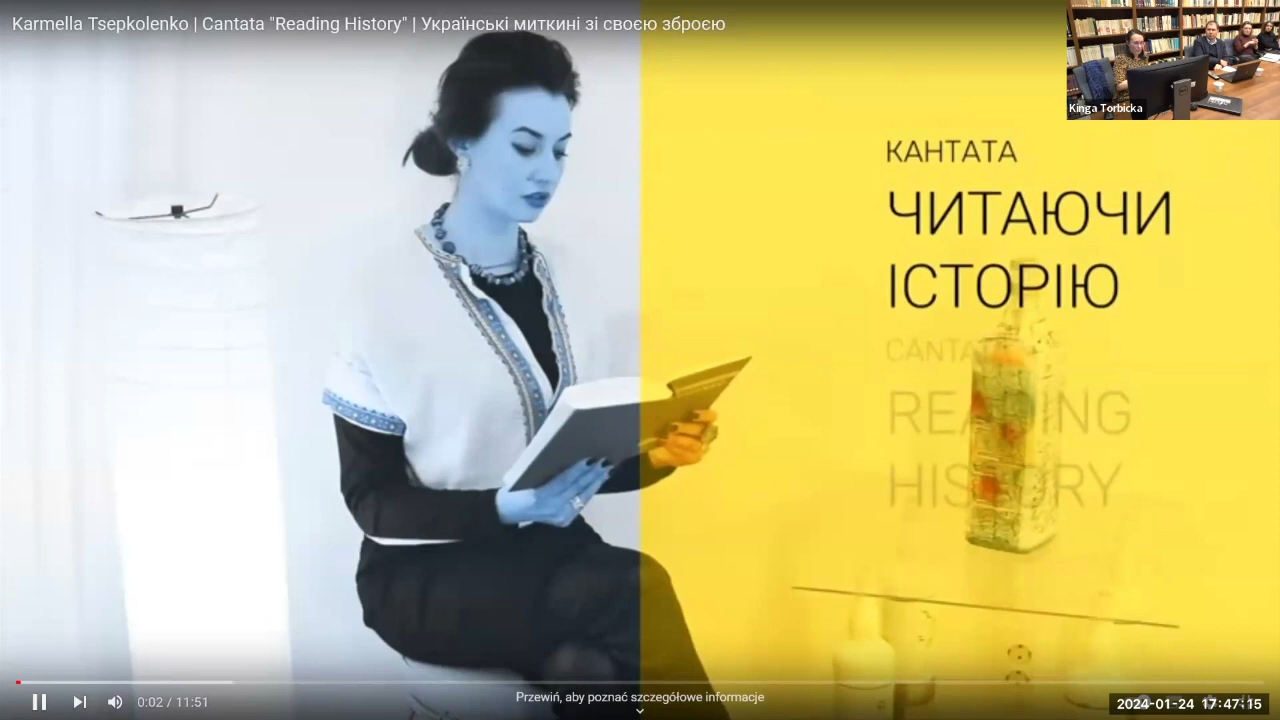 Karmella Tsepkolenko | Cantata "Reading History" | Українські миткині зі своєю зброєю
Kinga Torbicka
КАНТАТА
ЧИТАЮЧИ
ІСТОРІЮ
CANTATA
READING
HISTORY
0:02 / 11:51
Przewiń, aby poznać szczegółowe informacje
2024-01-24 17:47:15